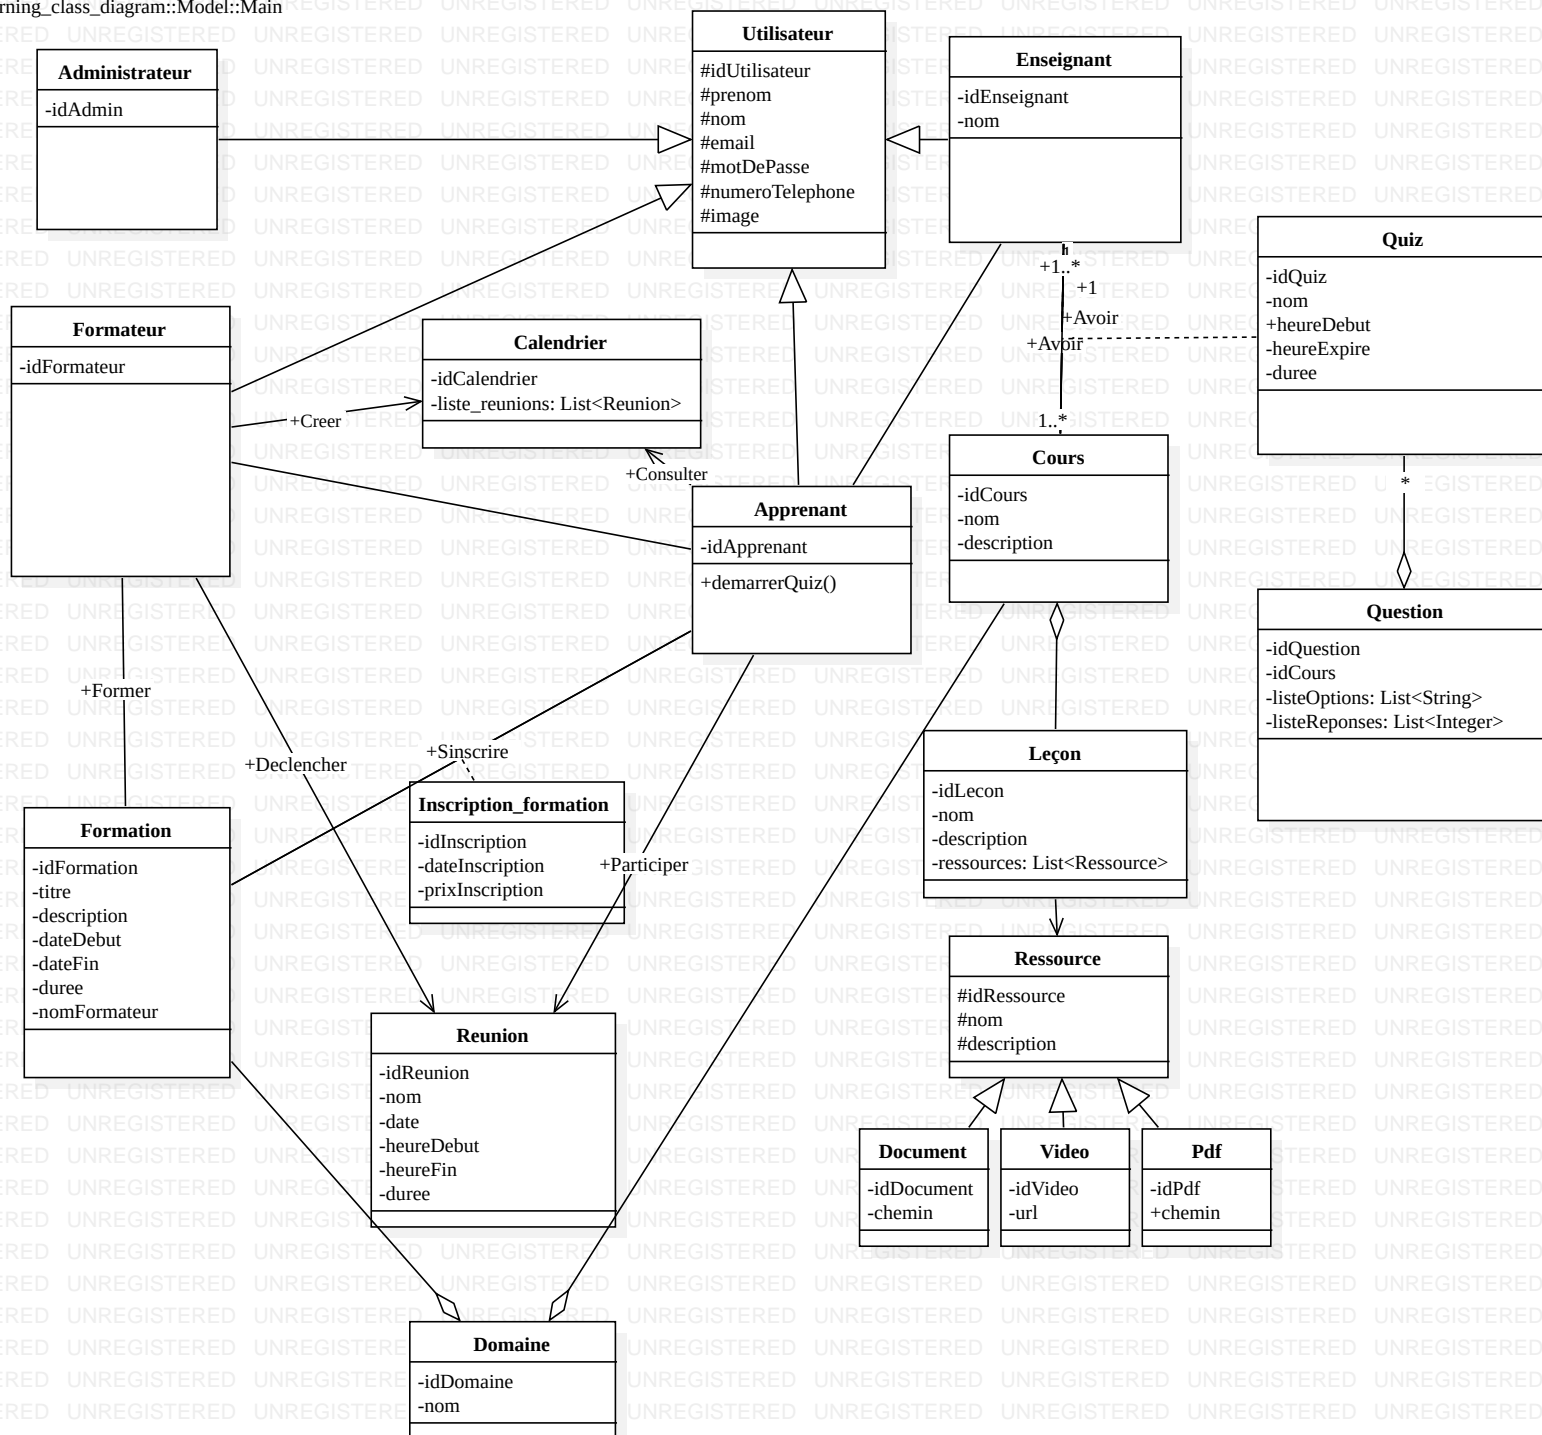 rning_class_diagram::Model::Main
Administrateur
-idAdmin
Utilisateur
#idUtilisateur
#prenom
#nom
#email
#motDePasse
#numeroTelephone
#image
Enseignant
-idEnseignant
-nom
Quiz
-idQuiz
-nom
+heureDebut
-heureExpire
-duree
+1..*
+1
+Avoir
+Avoir
1..*
Formateur
-idFormateur
Calendrier
-idCalendrier
-liste_reunions: List<Reunion>
+Creer
+Consulter
Apprenant
-idApprenant
+demarrerQuiz()
Cours
-idCours
-nom
-description
*
Question
-idQuestion
-idCours
-listeOptions: List<String>
-listeReponses: List<Integer>
+Former
+Declencher
+Sinscrire
Inscription_formation
-idInscription
-dateInscription
-prixInscription
+Participer
Leçon
-idLecon
-nom
-description
-ressources: List<Ressource>
Formation
-idFormation
-titre
-description
-dateDebut
-dateFin
-duree
-nomFormateur
Ressource
#idRessource
#nom
#description
Reunion
-idReunion
-nom
-date
-heureDebut
-heureFin
-duree
Document
-idDocument
-chemin
Video
-idVideo
-url
Pdf
-idPdf
+chemin
Domaine
-idDomaine
-nom
UNREGISTERED